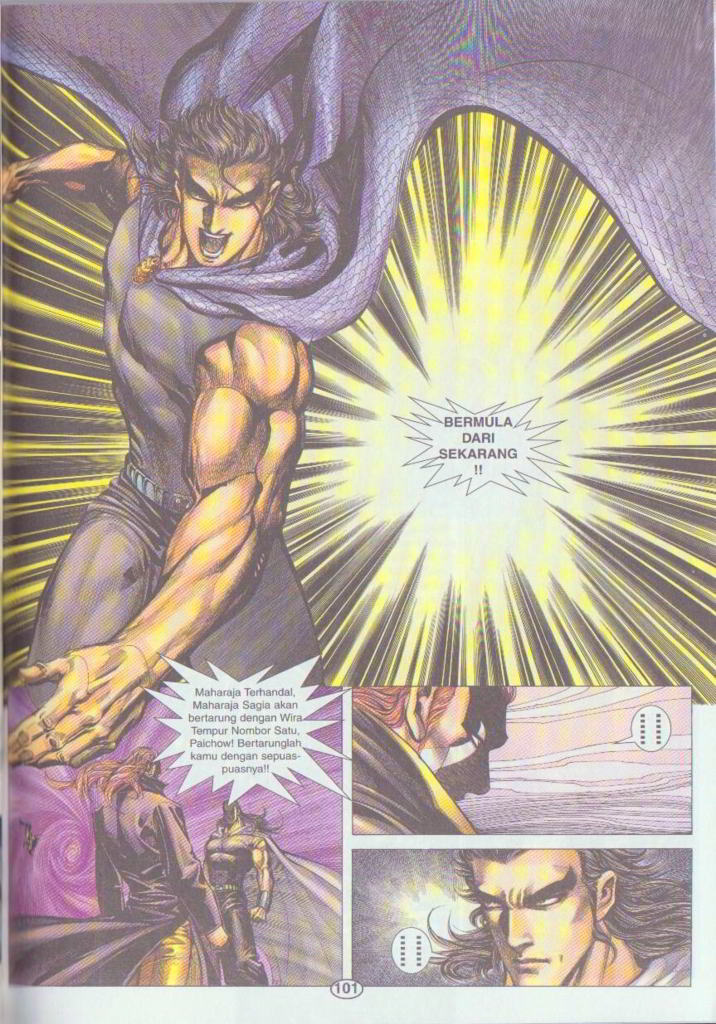 BERMULA
DARI
SEKARANG
!!
Maharaja Terhandal,
Maharaja Sagia akan
bertarung dengan Wira
Tempur Nombor Satu,
Paichow! Bertarunglah
kamu dengan sepuas-
puasnya!!
101